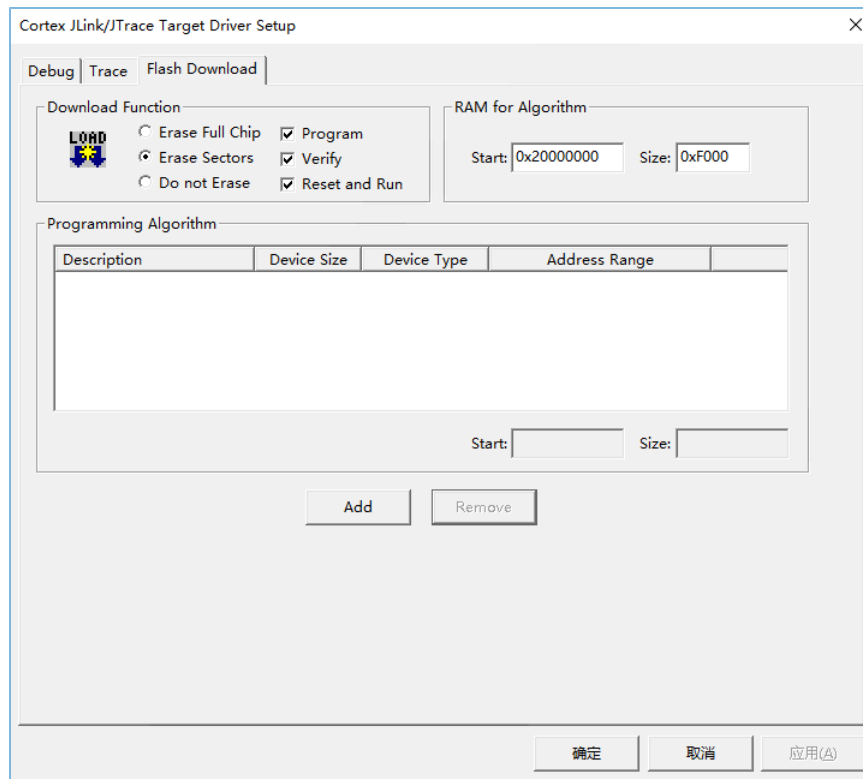 Cortex JLink/JTrace Target Driver Setup
Debug Trace Flash Download
Download Function
LOAD
Erase Full Chip
Erase Sectors
Do not Erase
Program
Verify
Reset and Run
RAM for Algorithm
Start: 0x20000000 Size: 0xF000
Programming Algorithm
Description Device Size Device Type Address Range
Start: Size:
Add Remove
确定 取消 应用(A)